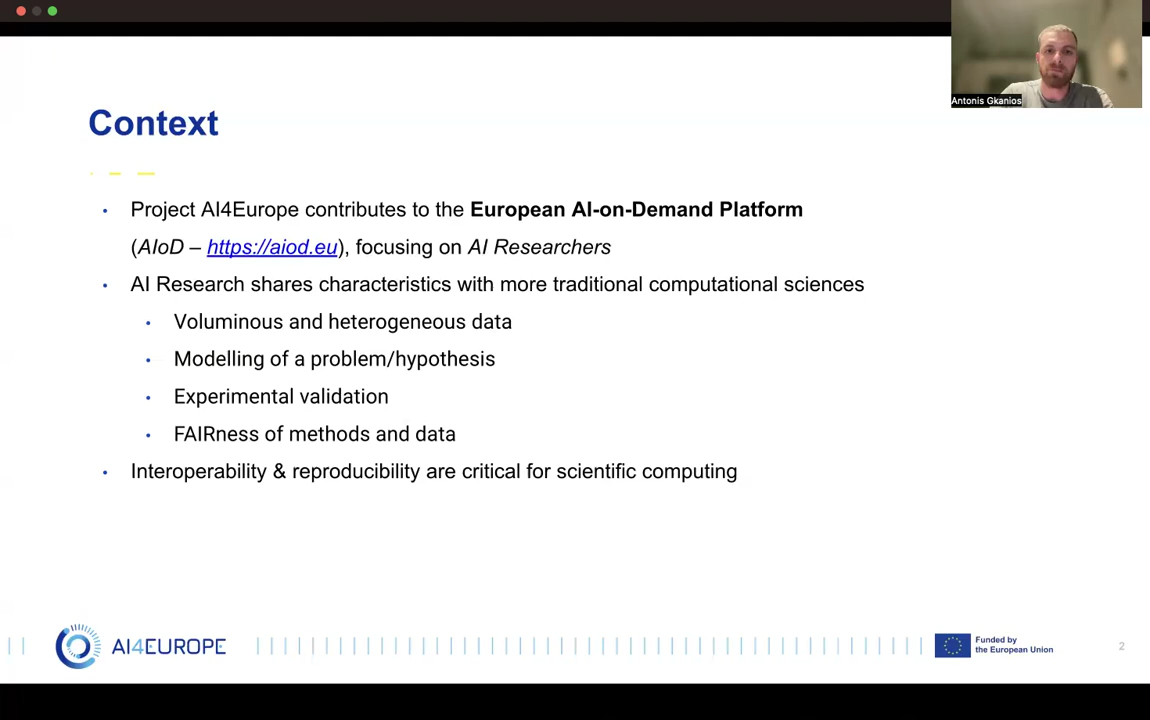 Antonis Gkanios
Context
Project AI4Europe contributes to the European AI-on-Demand Platform
(AIoD – https://aiod.eu), focusing on AI Researchers
AI Research shares characteristics with more traditional computational sciences
Voluminous and heterogeneous data
Modelling of a problem/hypothesis
Experimental validation
FAIRness of methods and data
Interoperability & reproducibility are critical for scientific computing
AI4EUROPE
Funded by
the European Union
2